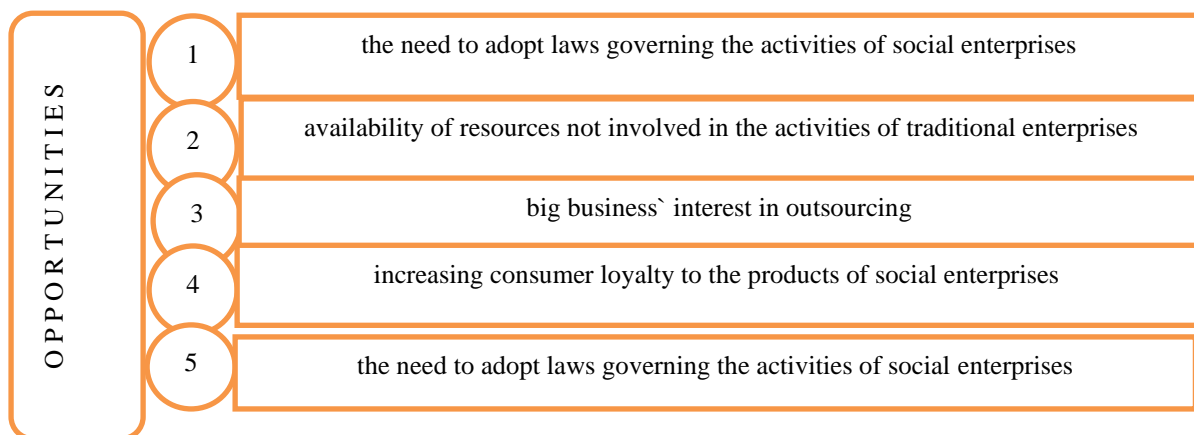 OPPORTUNITIES
1
the need to adopt laws governing the activities of social enterprises
2
availability of resources not involved in the activities of traditional enterprises
3
big business` interest in outsourcing
4
increasing consumer loyalty to the products of social enterprises
5
the need to adopt laws governing the activities of social enterprises